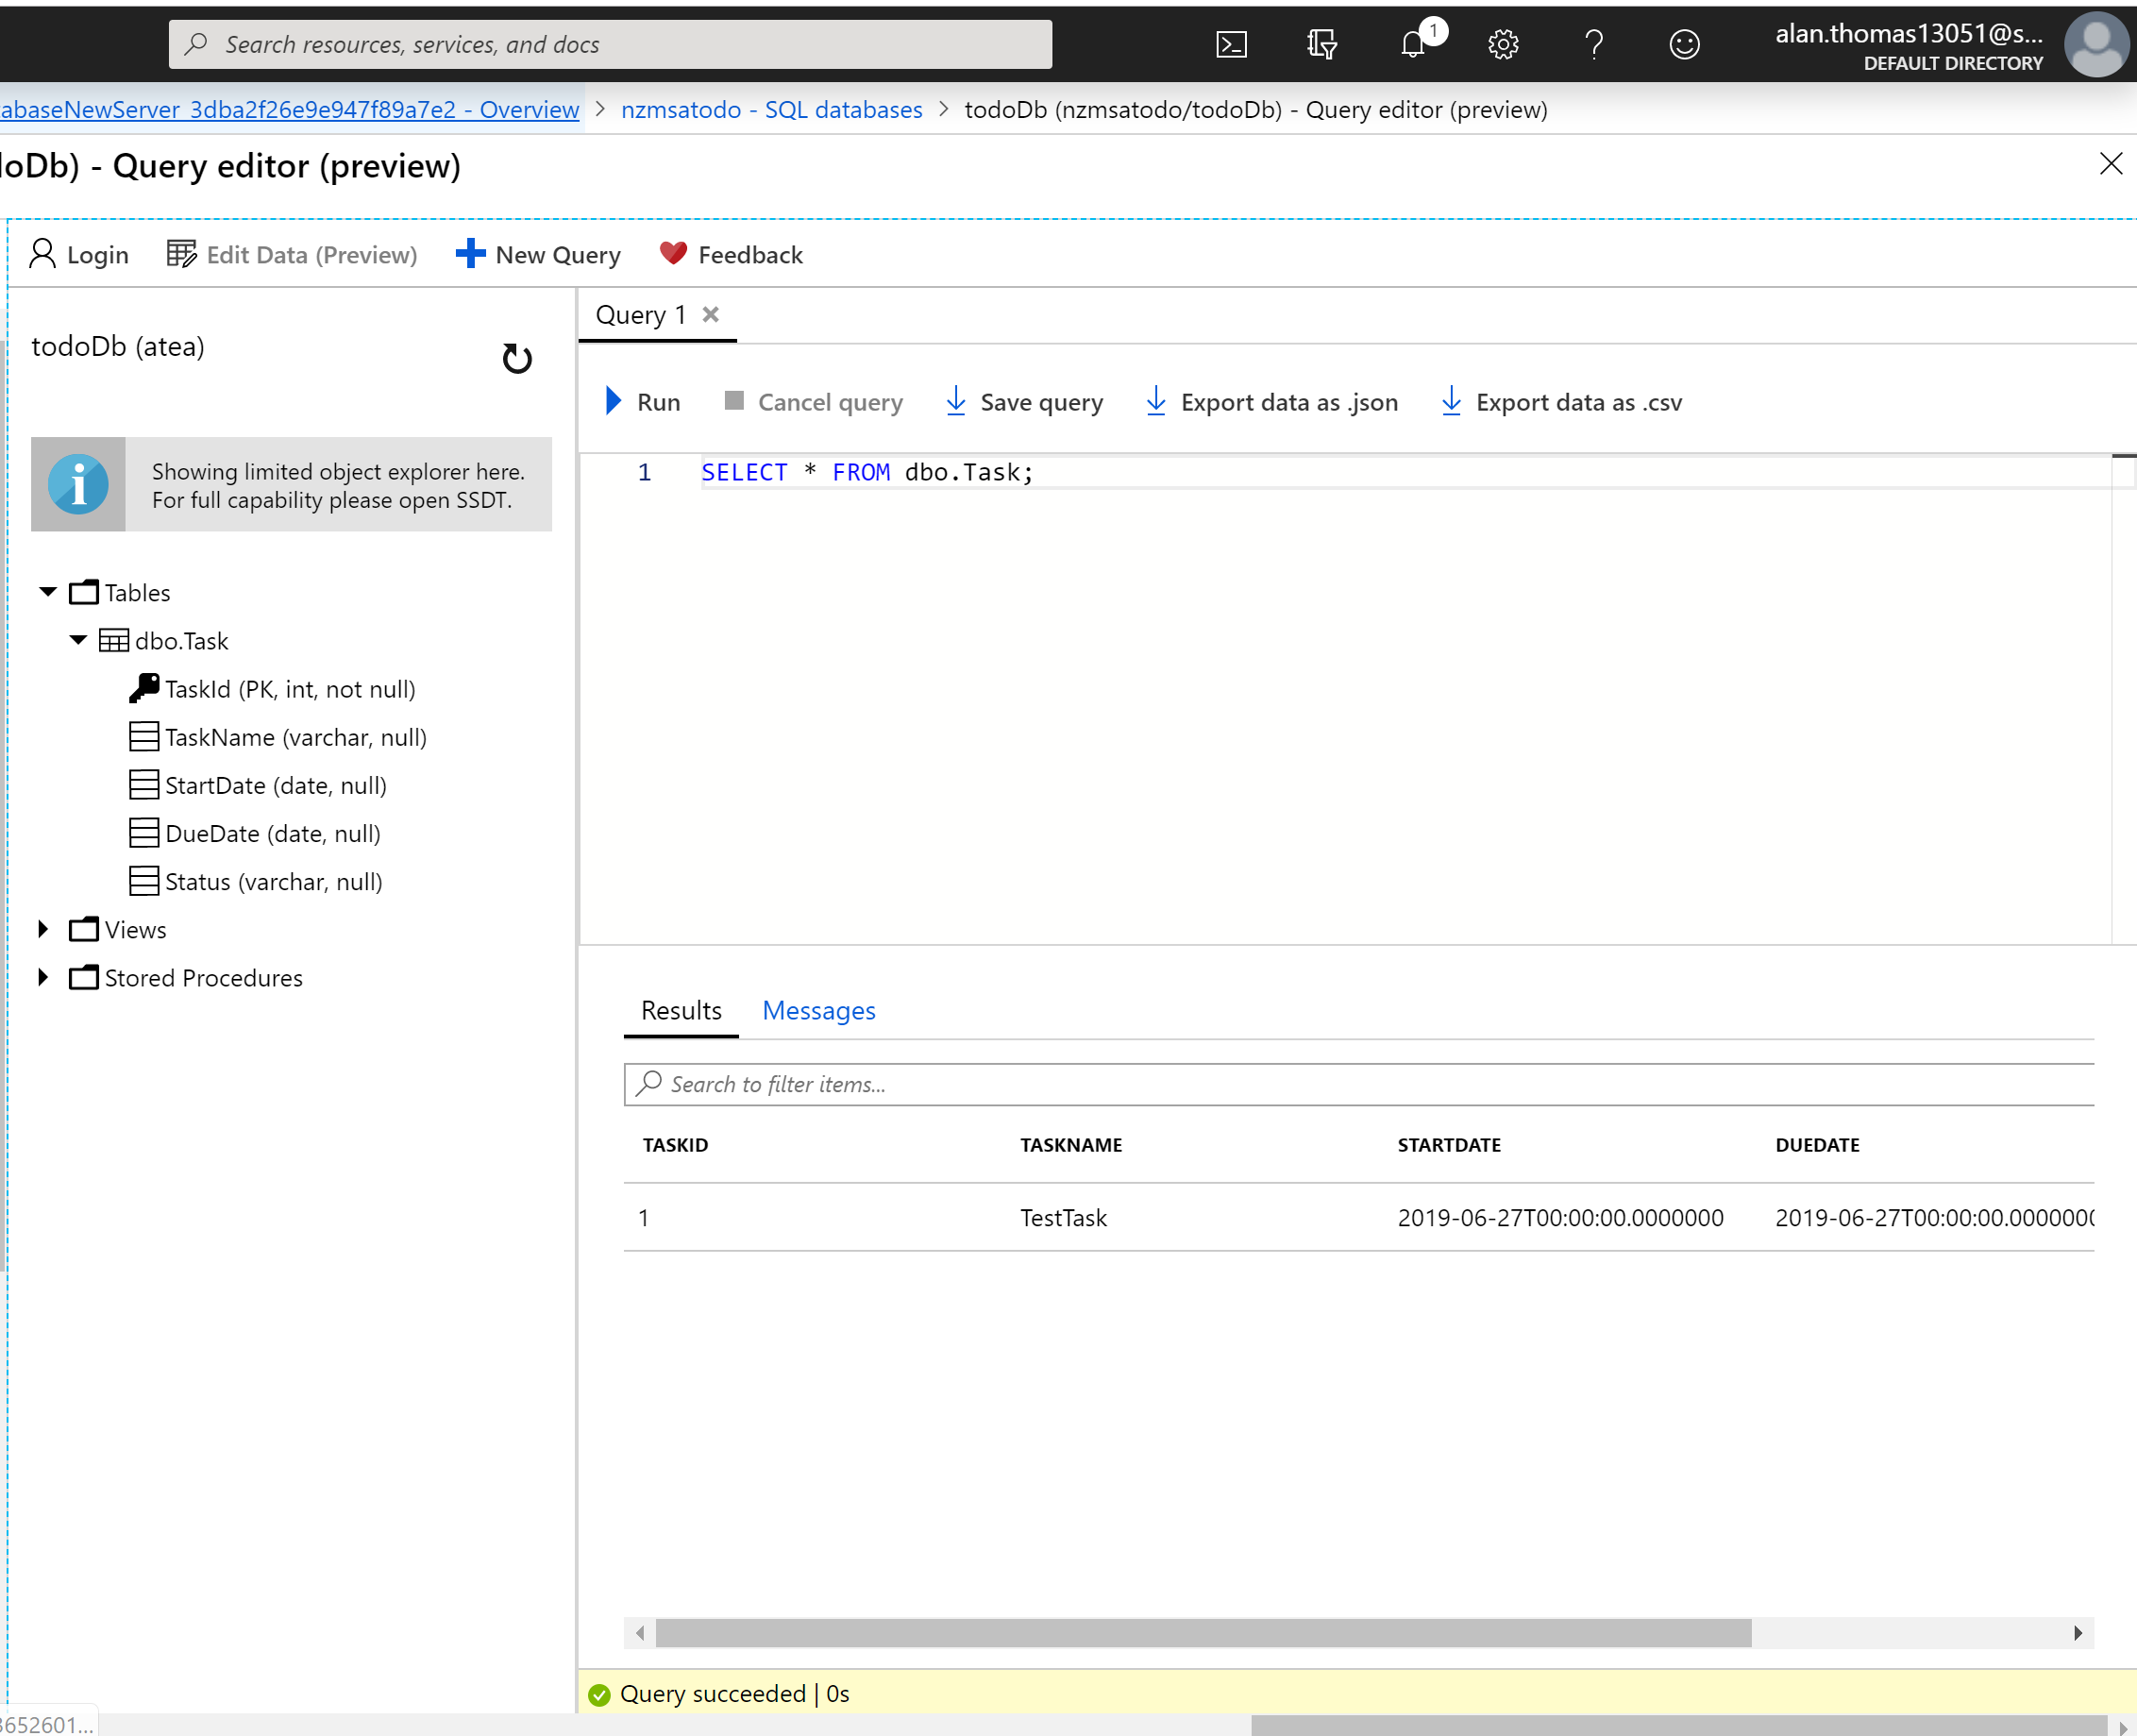 Search resources, services, and docs
1
alan.thomas13051@s...
DEFAULT DIRECTORY
abaseNewServer_3dba2f26e9e947f89a7e2 - Overview > nzmsatodo - SQL databases > todoDb (nzmsatodo/todoDb) - Query editor (preview)
oDb) - Query editor (preview)
Login Edit Data (Preview) New Query Feedback
todoDb (atea)
Showing limited object explorer here.
For full capability please open SSDT.
Tables
dbo.Task
TaskId (PK, int, not null)
TaskName (varchar, null)
StartDate (date, null)
DueDate (date, null)
Status (varchar, null)
Views
Stored Procedures
Query 1
Run Cancel query Save query Export data as .json Export data as .csv
1 SELECT * FROM dbo.Task;
Results Messages
Search to filter items...
TASKID TASKNAME STARTDATE DUEDATE
1 TestTask 2019-06-27T00:00:00.0000000 2019-06-27T00:00:00.0000000
Query succeeded | 0s
3652601...